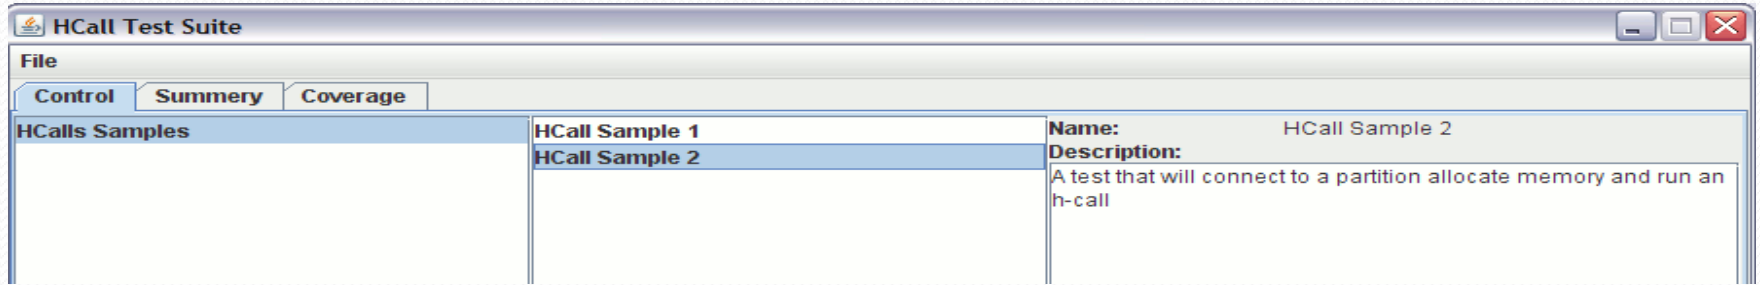 HCall Test Suite
File
Control Summery Coverage
HCalls Samples
HCall Sample 1
HCall Sample 2
Name: HCall Sample 2
Description:
A test that will connect to a partition allocate memory and run an
h-call